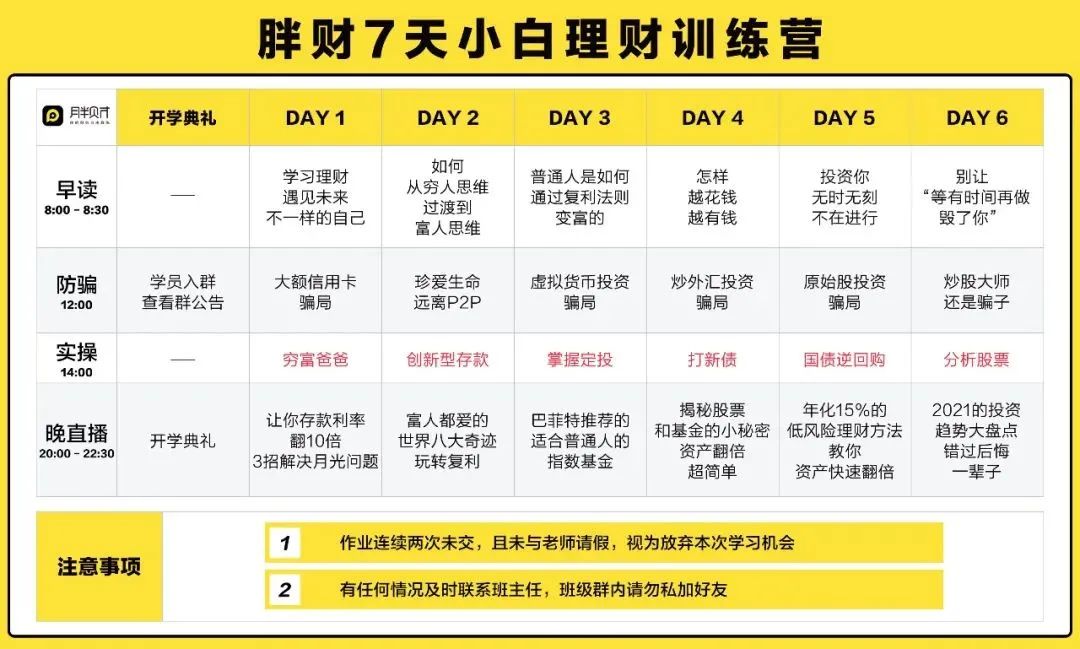 胖财7天小白理财训练营
月半贝才
开学典礼
DAY 1
DAY 2
DAY 3
DAY 4
DAY 5
DAY 6
早读
8:00 - 8:30
——
学习理财
遇见未来
不一样的自己
如何
从穷人思维
过渡到
富人思维
普通人是如何
通过复利法则
变富的
怎样
越花钱
越有钱
投资你
无时无刻
不在进行
别让
“等有时间再做
毁了你”
防骗
12:00
学员入群
查看群公告
大额信用卡
骗局
珍爱生命
远离P2P
虚拟货币投资
骗局
炒外汇投资
骗局
原始股投资
骗局
炒股大师
还是骗子
实操
14:00
——
穷富爸爸
创新型存款
掌握定投
打新债
国债逆回购
分析股票
晚直播
20:00 - 22:30
开学典礼
让你存款利率
翻10倍
3招解决月光问题
富人都爱的
世界八大奇迹
玩转复利
巴菲特推荐的
适合普通人的
指数基金
揭秘股票
和基金的小秘密
资产翻倍
超简单
年化15%的
低风险理财方法
教你
资产快速翻倍
2021的投资
趋势大盘点
错过后悔
一辈子
注意事项
1 作业连续两次未交，且未与老师请假，视为放弃本次学习机会
2 有任何情况及时联系班主任，班级群内请勿私加好友